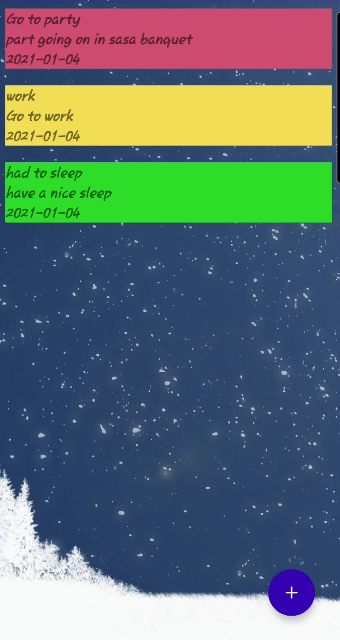 Go to party
part going on in sasa banquet
2021-01-04
work
Go to work
2021-01-04
had to sleep
have a nice sleep
2021-01-04
+